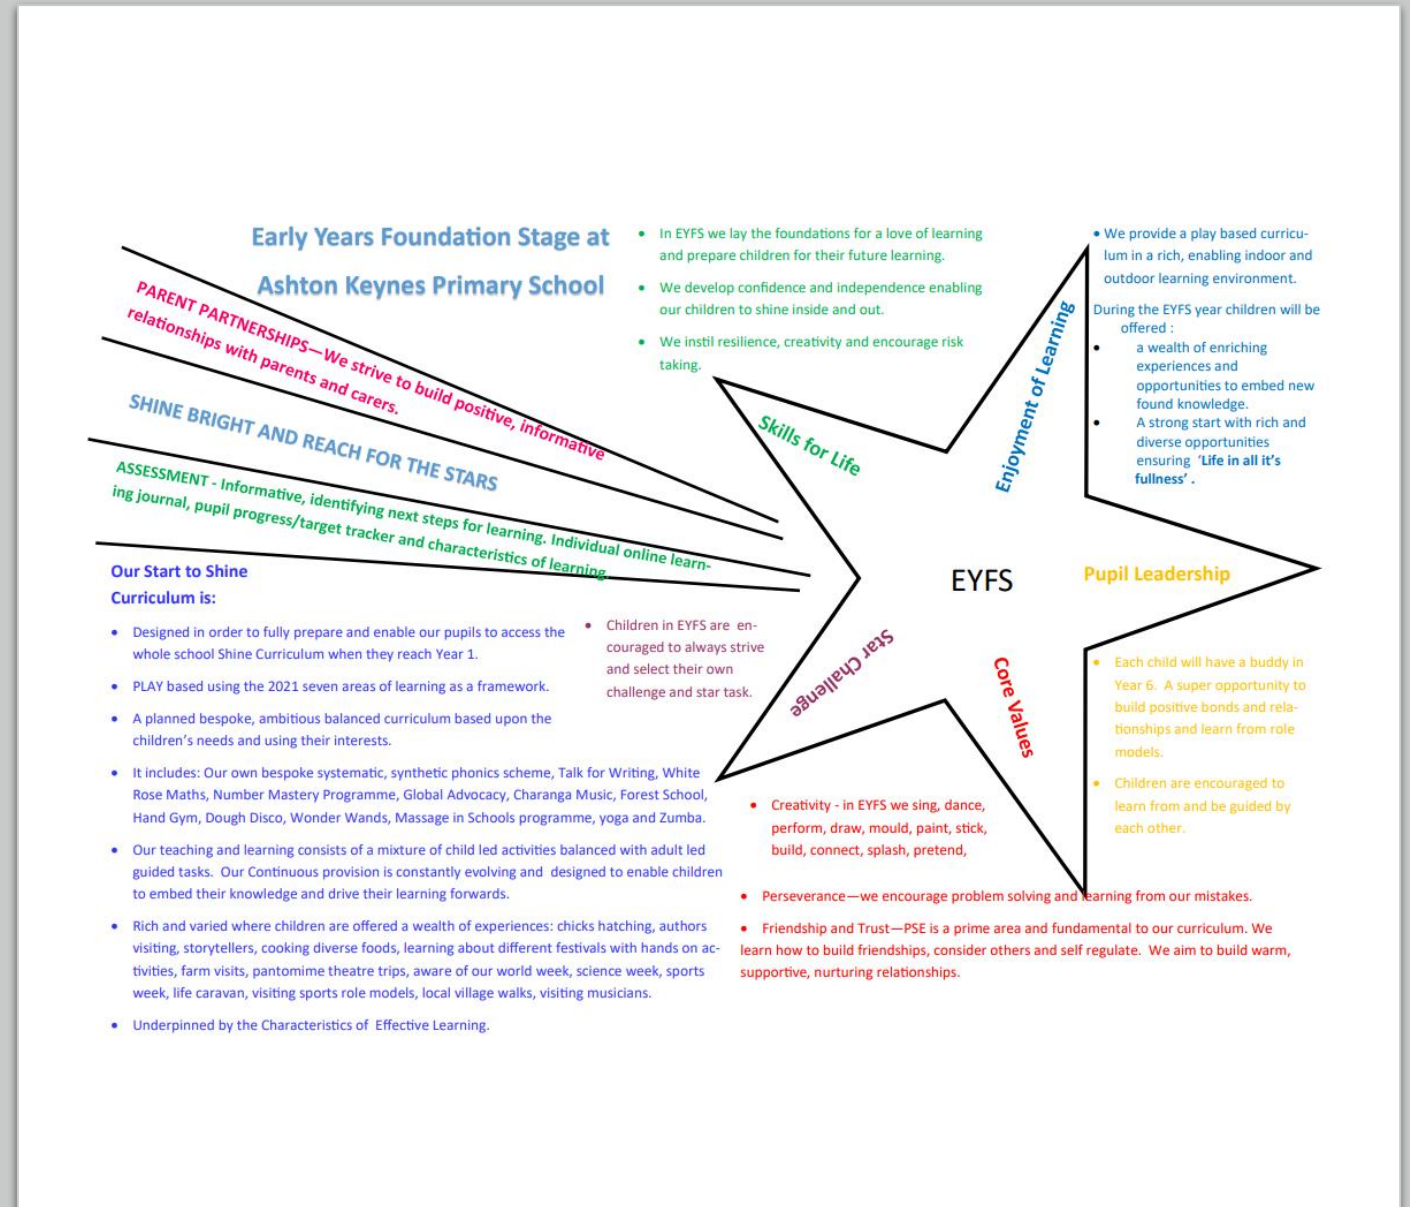 Early Years Foundation Stage at
Ashton Keynes Primary School
PARENT PARTNERSHIPS—We strive to build positive, informative
relationships with parents and carers.
SHINE BRIGHT AND REACH FOR THE STARS
ASSESSMENT - Informative, identifying next steps for learning. Individual online learn-
ing journal, pupil progress/target tracker and characteristics of learning.
• In EYFS we lay the foundations for a love of learning
and prepare children for their future learning.
• We develop confidence and independence enabling
our children to shine inside and out.
• We instil resilience, creativity and encourage risk
taking.
Skills for Life
Enjoyment of Learning
• We provide a play based curricu-
lum in a rich, enabling indoor and
outdoor learning environment.
During the EYFS year children will be
offered :
• a wealth of enriching
experiences and
opportunities to embed new
found knowledge.
• A strong start with rich and
diverse opportunities
ensuring ‘Life in all it’s
fullness’ .
EYFS
Pupil Leadership
• Each child will have a buddy in
Year 6. A super opportunity to
build positive bonds and rela-
tionships and learn from role
models.
• Children are encouraged to
learn from and be guided by
each other.
Star Challenge
• Children in EYFS are en-
couraged to always strive
and select their own
challenge and star task.
Core Values
• Creativity - in EYFS we sing, dance,
perform, draw, mould, paint, stick,
build, connect, splash, pretend,
• Perseverance—we encourage problem solving and learning from our mistakes.
• Friendship and Trust—PSE is a prime area and fundamental to our curriculum. We
learn how to build friendships, consider others and self regulate. We aim to build warm,
supportive, nurturing relationships.
Our Start to Shine
Curriculum is:
• Designed in order to fully prepare and enable our pupils to access the
whole school Shine Curriculum when they reach Year 1.
• PLAY based using the 2021 seven areas of learning as a framework.
• A planned bespoke, ambitious balanced curriculum based upon the
children’s needs and using their interests.
• It includes: Our own bespoke systematic, synthetic phonics scheme, Talk for Writing, White
Rose Maths, Number Mastery Programme, Global Advocacy, Charanga Music, Forest School,
Hand Gym, Dough Disco, Wonder Wands, Massage in Schools programme, yoga and Zumba.
• Our teaching and learning consists of a mixture of child led activities balanced with adult led
guided tasks. Our Continuous provision is constantly evolving and designed to enable children
to embed their knowledge and drive their learning forwards.
• Rich and varied where children are offered a wealth of experiences: chicks hatching, authors
visiting, storytellers, cooking diverse foods, learning about different festivals with hands on ac-
tivities, farm visits, pantomime theatre trips, aware of our world week, science week, sports
week, life caravan, visiting sports role models, local village walks, visiting musicians.
• Underpinned by the Characteristics of Effective Learning.